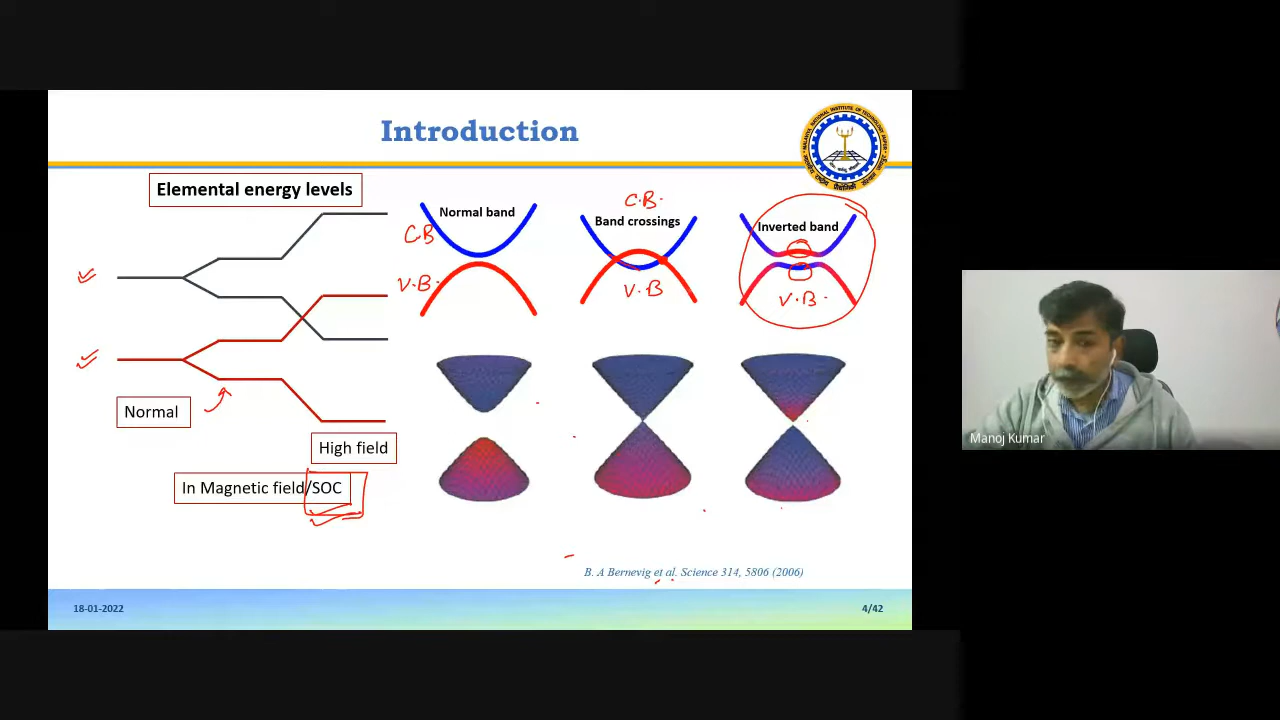 Introduction
Elemental energy levels
Normal band
C.B.
Band crossings
Inverted band
C.B
V.B.
V.B
V.B.
Normal
High field
In Magnetic field/SOC
B. A Bernevig et al. Science 314, 5806 (2006)
18-01-2022
4/42
Manoj Kumar